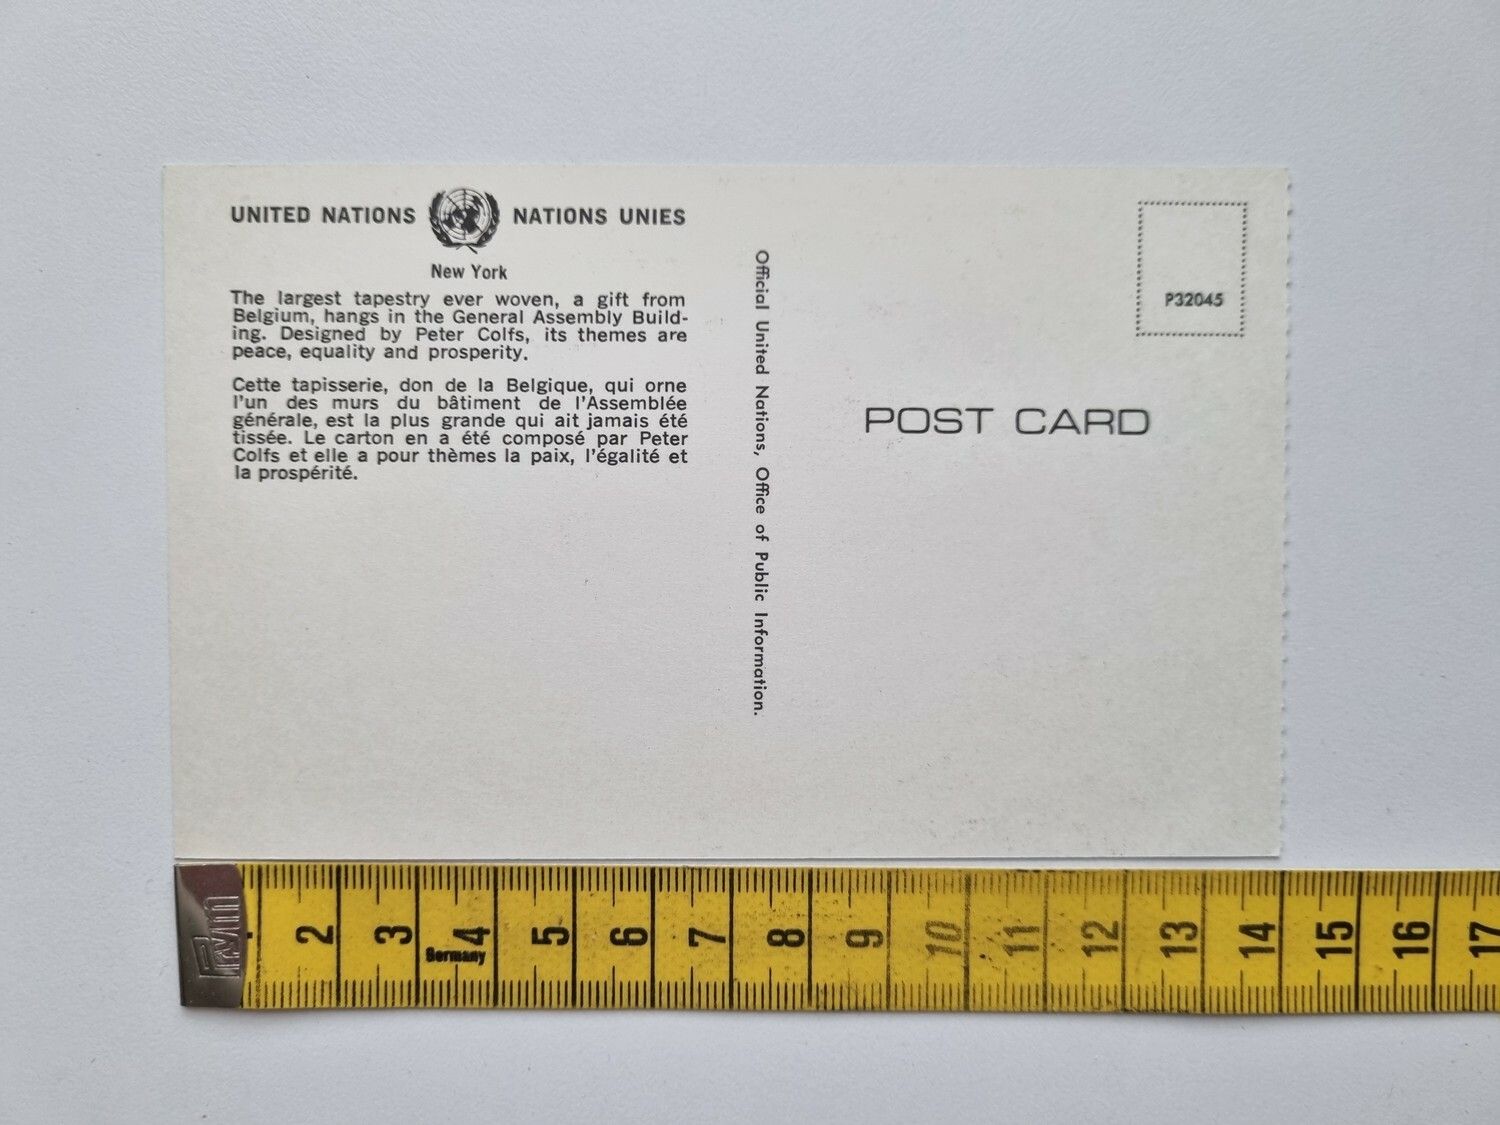 UNITED NATIONS NATIONS UNIES
New York
The largest tapestry ever woven, a gift from
Belgium, hangs in the General Assembly Build-
ing. Designed by Peter Colfs, its themes are
peace, equality and prosperity.
Cette tapisserie, don de la Belgique, qui orne
l'un des murs du bâtiment de l'Assemblée
générale, est la plus grande qui ait jamais été
tissée. Le carton en a été composé par Peter
Colfs et elle a pour thèmes la paix, l'égalité et
la prospérité.
Official United Nations, Office of Public Information.
P32045
POST CARD
Prym
2 3 4 5 6 7 8 9 10 11 12 13 14 15 16 17
Germany